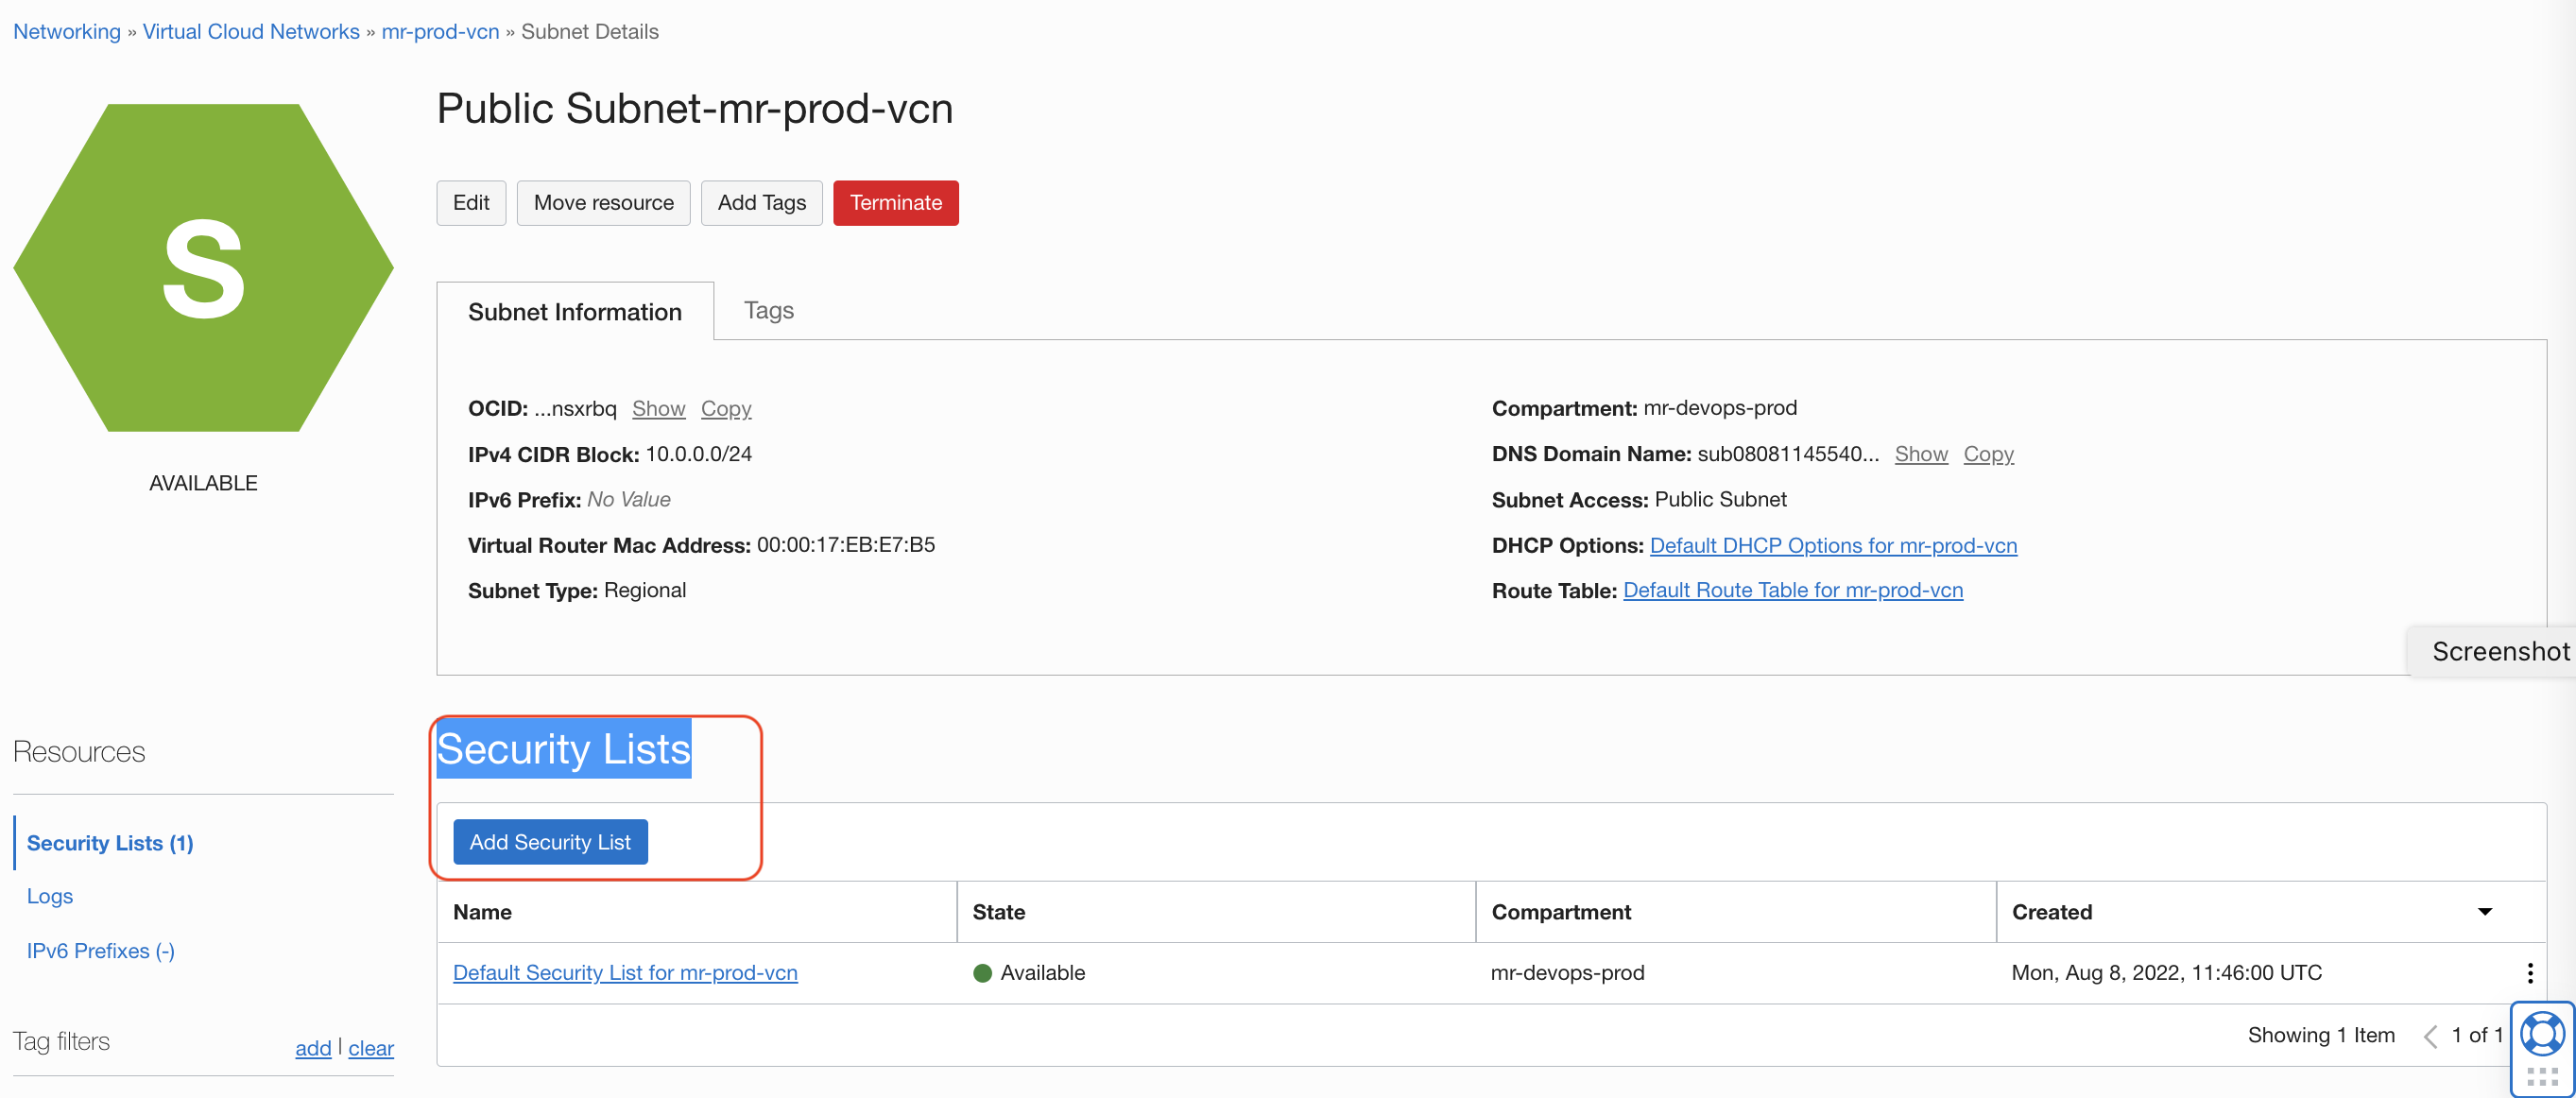 Networking » Virtual Cloud Networks » mr-prod-vcn » Subnet Details
S
AVAILABLE
Public Subnet-mr-prod-vcn
Edit Move resource Add Tags Terminate
Subnet Information Tags
OCID: ...nsxrbq Show Copy
IPv4 CIDR Block: 10.0.0.0/24
IPv6 Prefix: No Value
Virtual Router Mac Address: 00:00:17:EB:E7:B5
Subnet Type: Regional
Compartment: mr-devops-prod
DNS Domain Name: sub08081145540... Show Copy
Subnet Access: Public Subnet
DHCP Options: Default DHCP Options for mr-prod-vcn
Route Table: Default Route Table for mr-prod-vcn
Screenshot
Resources
Security Lists (1)
Logs
IPv6 Prefixes (-)
Tag filters add | clear
Security Lists
Add Security List
Name State Compartment Created
Default Security List for mr-prod-vcn Available mr-devops-prod Mon, Aug 8, 2022, 11:46:00 UTC
Showing 1 Item 1 of 1